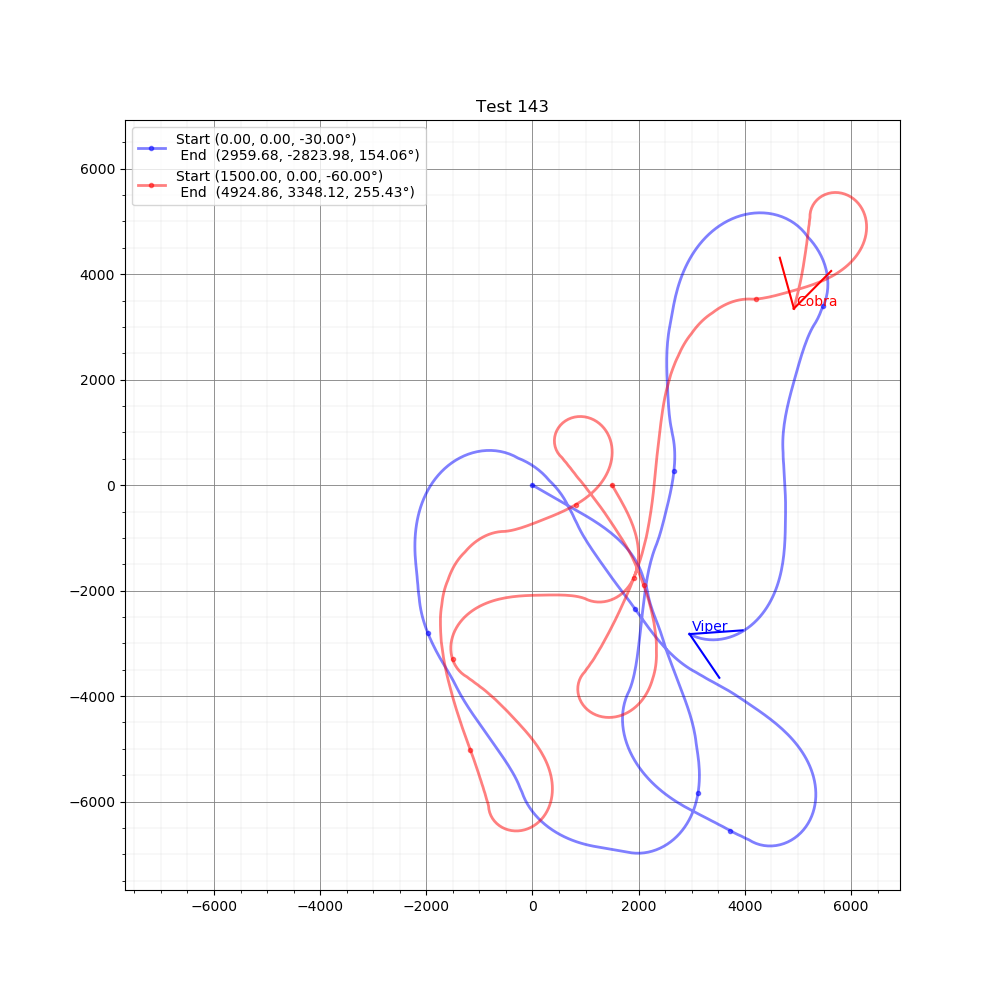 Test 143
Start (0.00, 0.00, -30.00°)
End (2959.68, -2823.98, 154.06°)
Start (1500.00, 0.00, -60.00°)
End (4924.86, 3348.12, 255.43°)
6000
4000
2000
0
−2000
−4000
−6000
Cobra
Viper
−6000 −4000 −2000 0 2000 4000 6000